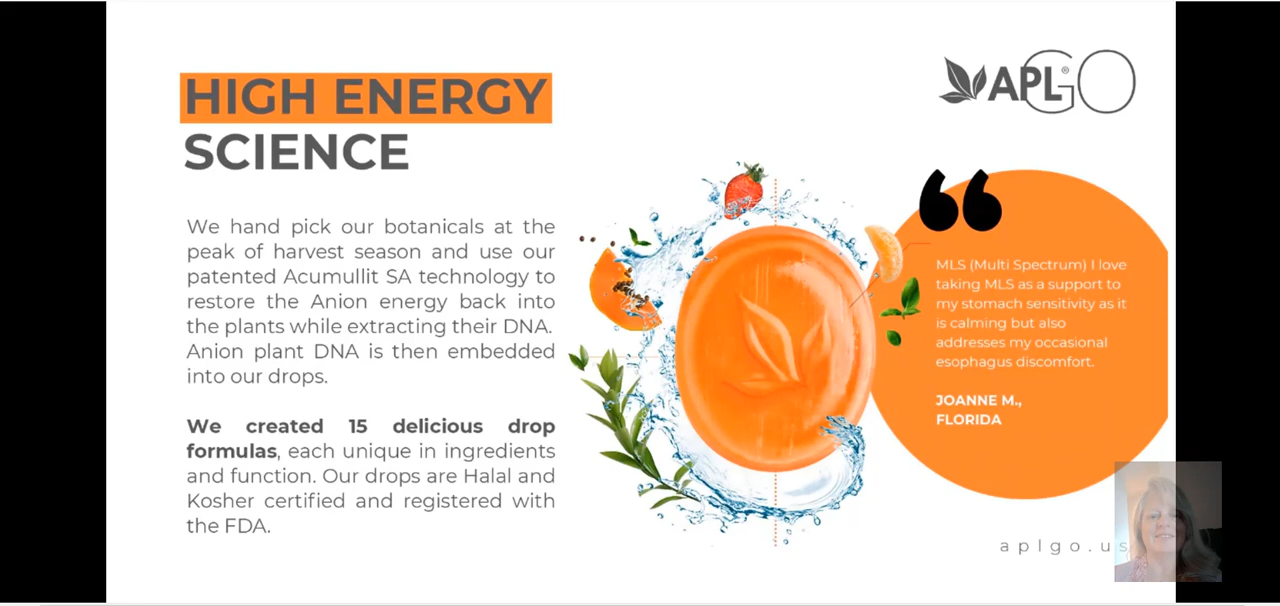 HIGH ENERGY
SCIENCE
We hand pick our botanicals at the
peak of harvest season and use our
patented Acumullit SA technology to
restore the Anion energy back into
the plants while extracting their DNA.
Anion plant DNA is then embedded
into our drops.
We created 15 delicious drop
formulas, each unique in ingredients
and function. Our drops are Halal and
Kosher certified and registered with
the FDA.
APL® GO
“
MLS (Multi Spectrum) I love
taking MLS as a support to
my stomach sensitivity as it
is calming but also
addresses my occasional
esophagus discomfort.
JOANNE M.,
FLORIDA
aplgo.us